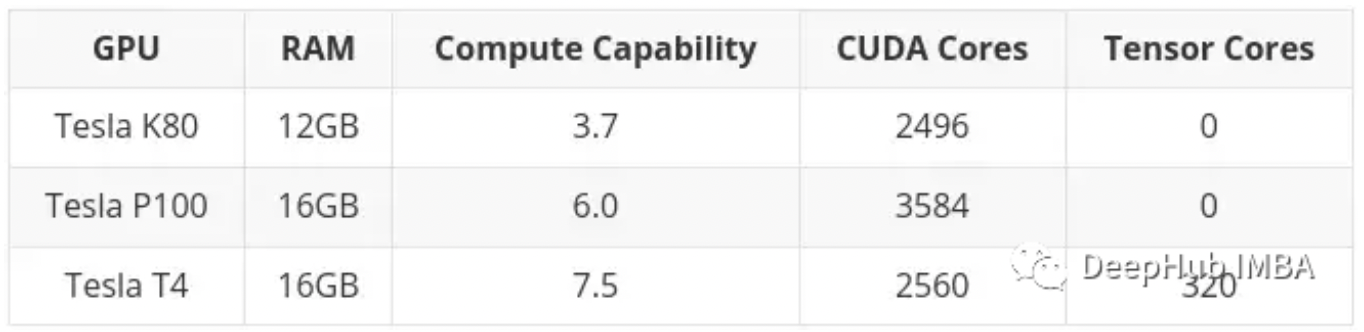 GPU RAM Compute Capability CUDA Cores Tensor Cores
Tesla K80 12GB 3.7 2496 0
Tesla P100 16GB 6.0 3584 0
Tesla T4 16GB 7.5 2560 320
DeepHub IMBA